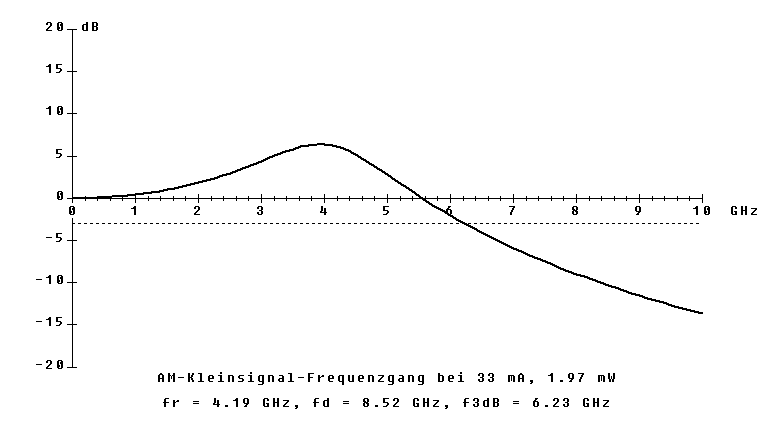 20 dB
15
10
5
0
0 1 2 3 4 5 6 7 8 9 10 GHz
-5
-10
-15
-20
AM-Kleinsignal-Frequenzgang bei 33 mA, 1.97 mW
fr = 4.19 GHz, fd = 8.52 GHz, f3dB = 6.23 GHz